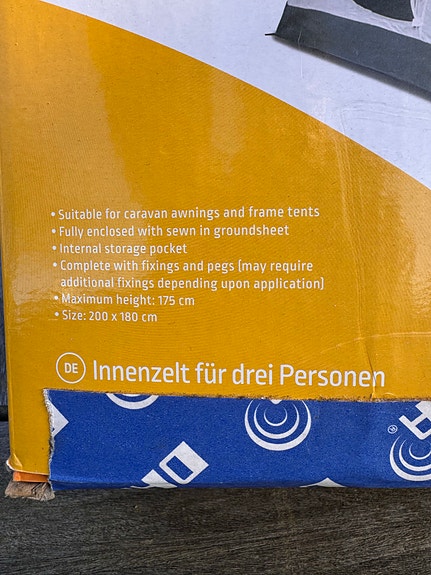 • Suitable for caravan awnings and frame tents
• Fully enclosed with sewn in groundsheet
• Internal storage pocket
• Complete with fixings and pegs (may require
additional fixings depending upon application)
• Maximum height: 175 cm
• Size: 200 x 180 cm
DE Innenzelt für drei Personen